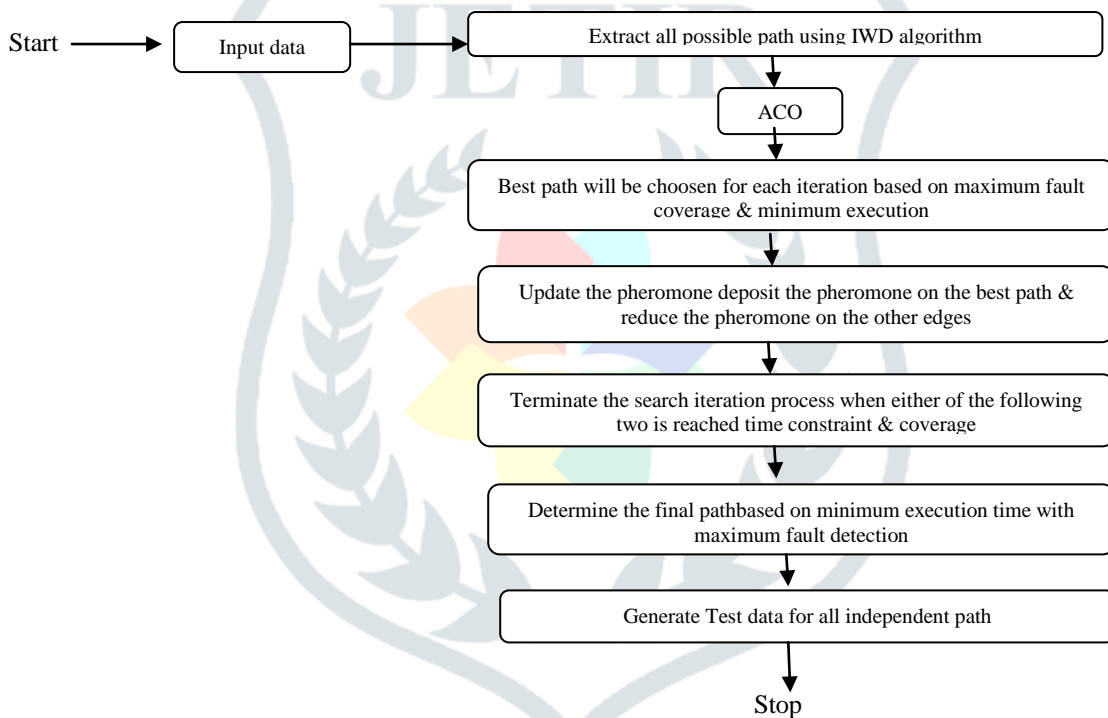 JETIR
Start
Input data
Extract all possible path using IWD algorithm
ACO
Best path will be choosen for each iteration based on maximum fault
coverage & minimum execution
Update the pheromone deposit the pheromone on the best path &
reduce the pheromone on the other edges
Terminate the search iteration process when either of the following
two is reached time constraint & coverage
Determine the final pathbased on minimum execution time with
maximum fault detection
Generate Test data for all independent path
Stop